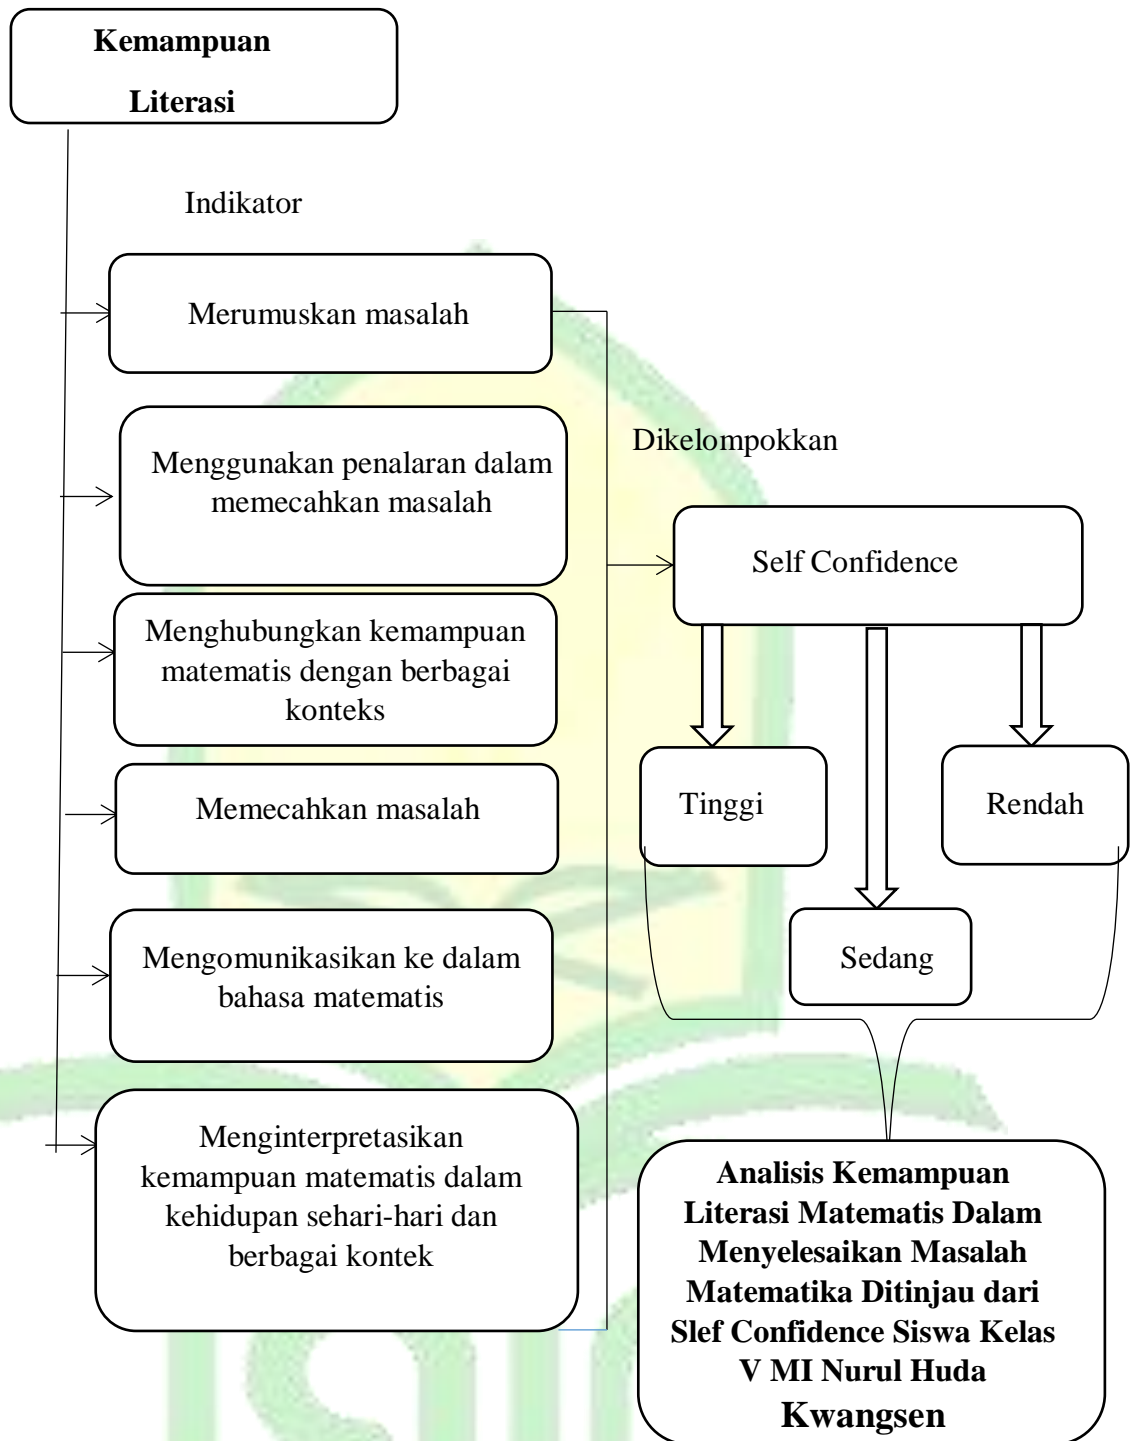 Kemampuan
Literasi
Indikator
Merumuskan masalah
Menggunakan penalaran dalam
memecahkan masalah
Menghubungkan kemampuan
matematis dengan berbagai
konteks
Memecahkan masalah
Mengomunikasikan ke dalam
bahasa matematis
Menginterpretasikan
kemampuan matematis dalam
kehidupan sehari-hari dan
berbagai kontek
Dikelompokkan
Self Confidence
Tinggi
Rendah
Sedang
Analisis Kemampuan
Literasi Matematis Dalam
Menyelesaikan Masalah
Matematika Ditinjau dari
Slef Confidence Siswa Kelas
V MI Nurul Huda
Kwangsen